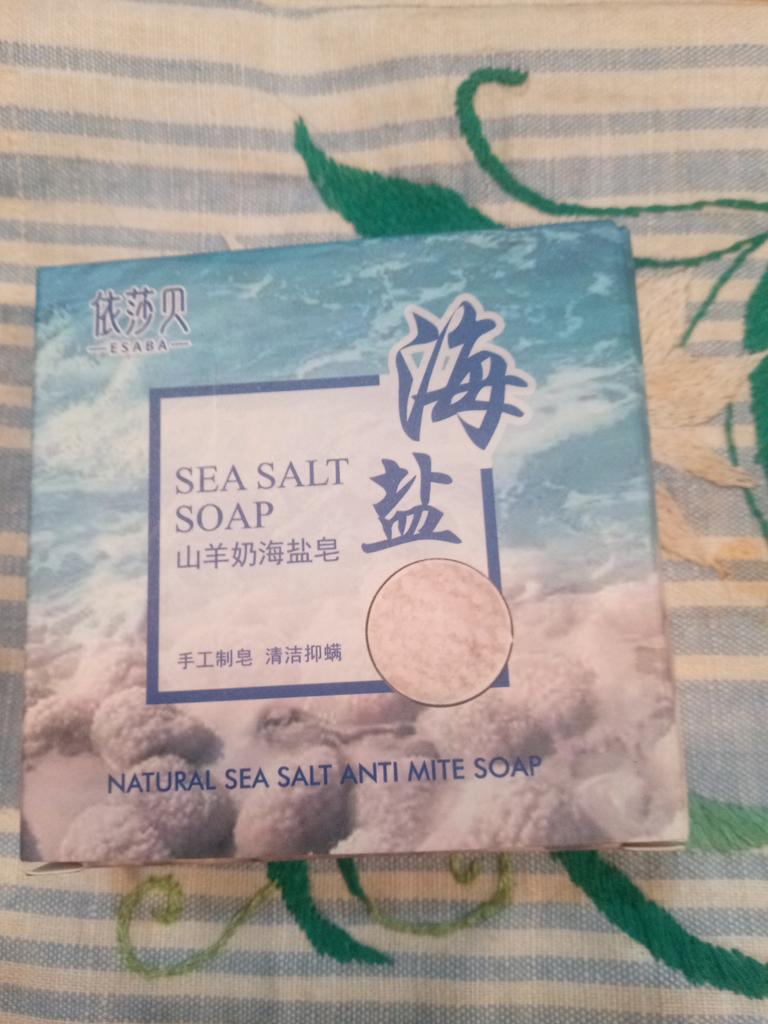 依莎贝
ESABA
海盐
SEA SALT
SOAP
山羊奶海盐皂
手工制皂 清洁抑螨
NATURAL SEA SALT ANTI MITE SOAP